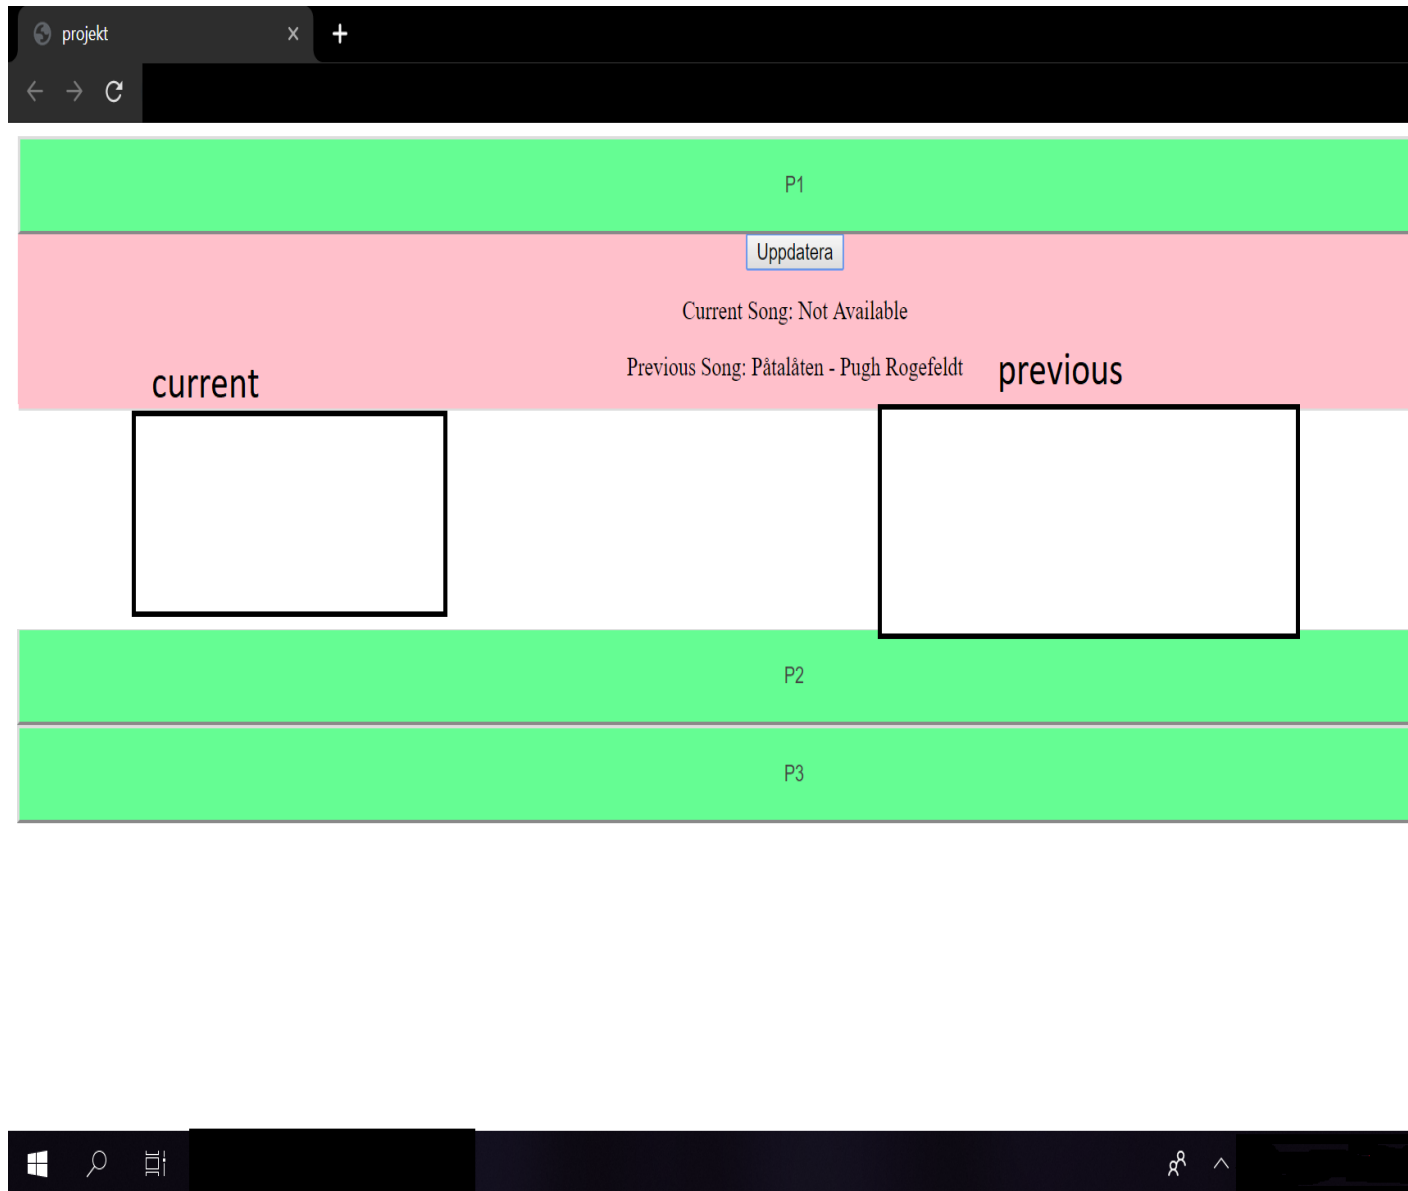 projekt
P1
Uppdatera
Current Song: Not Available
Previous Song: Påtalåten - Pugh Rogefeldt
current
previous
P2
P3